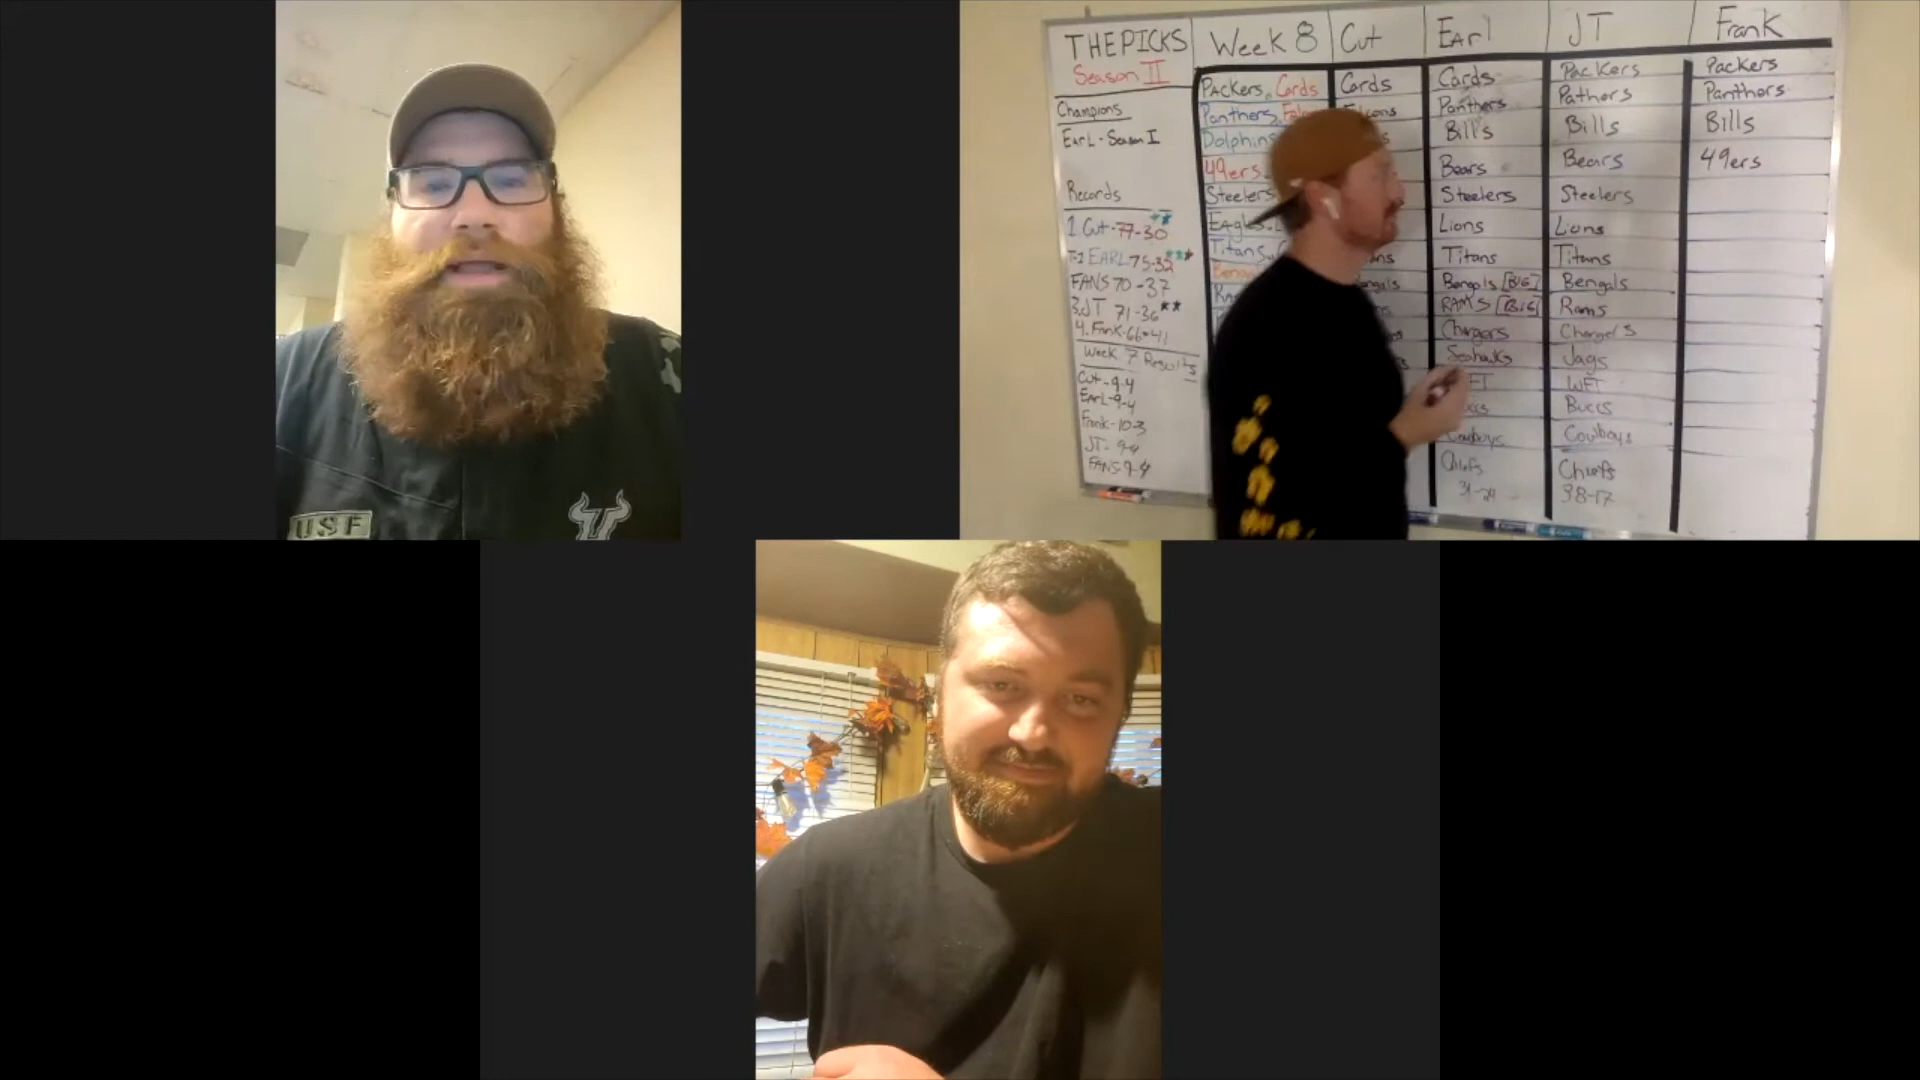 USF
THE PICKS
Season II
Champions
Earl - Season I
Records
1. Cut - 77-30
T-1 EARL 75-32
FANS 70-37
3. JT 71-36
4. Frank - 66-41
Week 7 Results
Cut - 9-4
Earl - 9-4
Frank - 10-3
JT - 9-4
FANS 9-4
Week 8
Packers, Cards
Panthers,
Dolphins
49ers
Steelers
Eagles
Titans
Cut
Cards
Earl
Cards
Panthers
Bills
Bears
Steelers
Lions
Titans
Bengals [BIG]
RAMS [BIG]
Chargers
Seahawks
Cowboys
Chiefs
31-24
JT
Packers
Pathers
Bills
Bears
Steelers
Lions
Titans
Bengals
Rams
Chargers
Jags
WFT
Buccs
Cowboys
Chiefs
38-17
Frank
Packers
Panthers
Bills
49ers